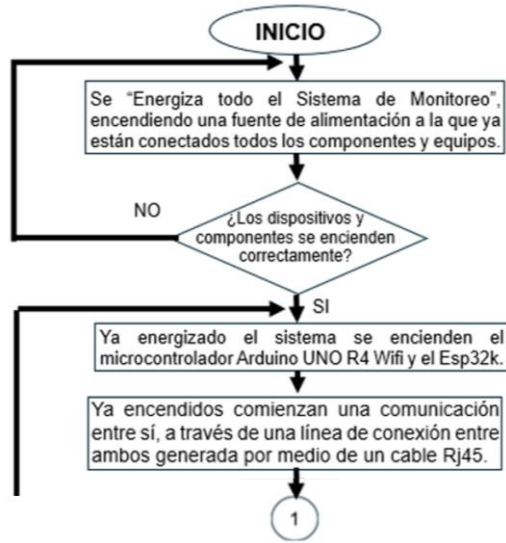 INICIO
Se “Energiza todo el Sistema de Monitoreo”,
encendiendo una fuente de alimentación a la que ya
están conectados todos los componentes y equipos.
NO
¿Los dispositivos y
componentes se encienden
correctamente?
SI
Ya energizado el sistema se encienden el
microcontrolador Arduino UNO R4 Wifi y el Esp32k.
Ya encendidos comienzan una comunicación
entre sí, a través de una línea de conexión entre
ambos generada por medio de un cable Rj45.
1